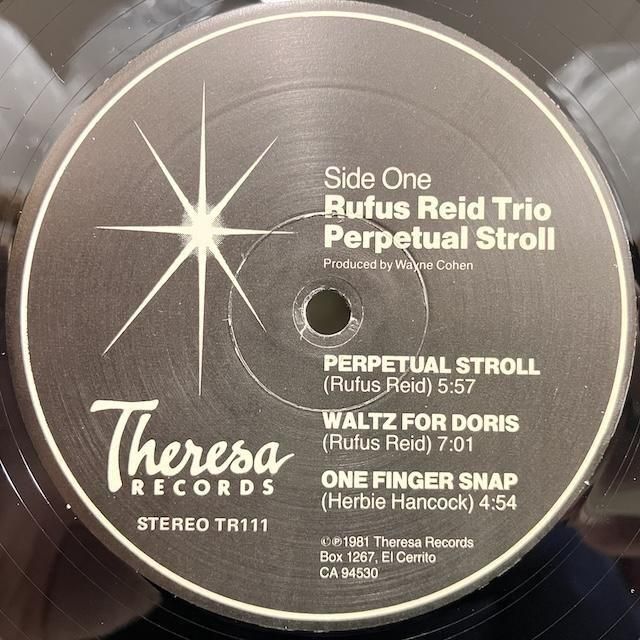 Side One
Rufus Reid Trio
Perpetual Stroll
Produced by Wayne Cohen
PERPETUAL STROLL
(Rufus Reid) 5:57
WALTZ FOR DORIS
(Rufus Reid) 7:01
ONE FINGER SNAP
(Herbie Hancock) 4:54
Theresa
RECORDS
STEREO TR111
©℗1981 Theresa Records
Box 1267, El Cerrito
CA 94530